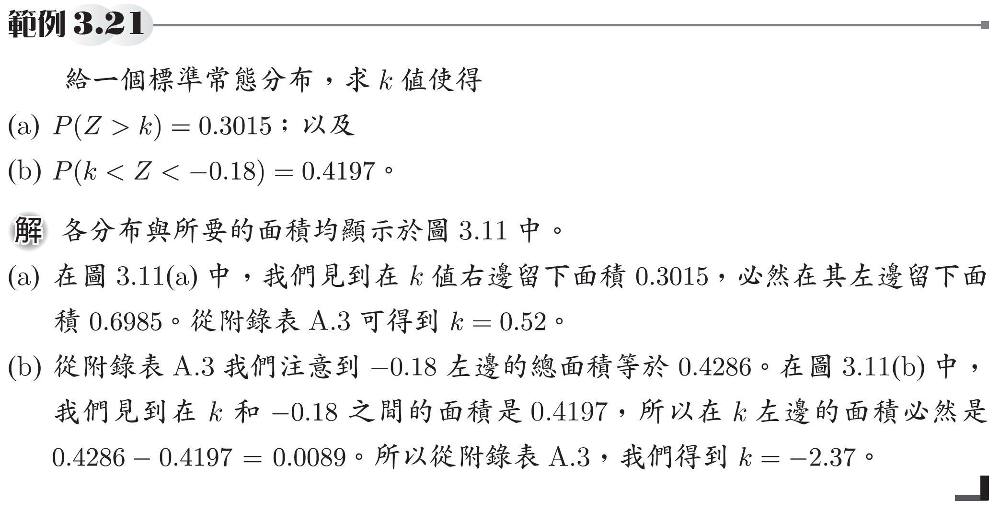 範例 3.21
給一個標準常態分布，求 k 值使得
(a) P(Z > k) = 0.3015；以及
(b) P(k < Z < −0.18) = 0.4197。
解 各分布與所要的面積均顯示於圖 3.11 中。
(a) 在圖 3.11(a) 中，我們見到在 k 值右邊留下面積 0.3015，必然在其左邊留下面
積 0.6985。從附錄表 A.3 可得到 k = 0.52。
(b) 從附錄表 A.3 我們注意到 −0.18 左邊的總面積等於 0.4286。在圖 3.11(b) 中，
我們見到在 k 和 −0.18 之間的面積是 0.4197，所以在 k 左邊的面積必然是
0.4286 − 0.4197 = 0.0089。所以從附錄表 A.3，我們得到 k = −2.37。